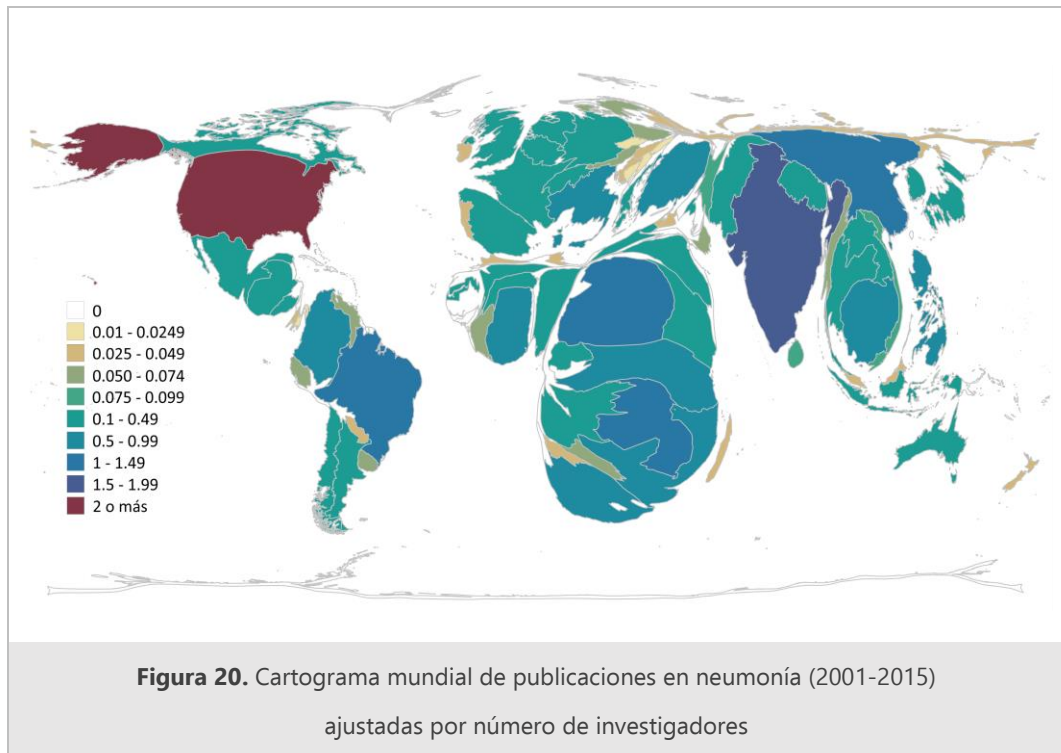 0
0.01 - 0.0249
0.025 - 0.049
0.050 - 0.074
0.075 - 0.099
0.1 - 0.49
0.5 - 0.99
1 - 1.49
1.5 - 1.99
2 o más
Figura 20. Cartograma mundial de publicaciones en neumonía (2001-2015)
ajustadas por número de investigadores